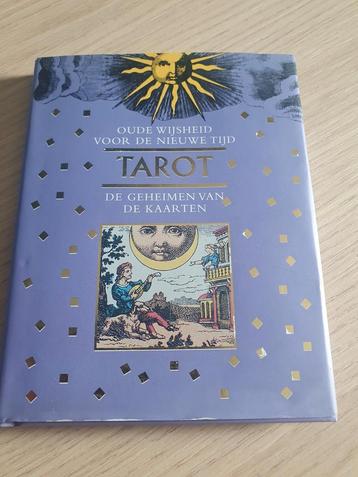 OUDE WIJSHEID
VOOR DE NIEUWE TIJD
TAROT
DE GEHEIMEN VAN
DE KAARTEN